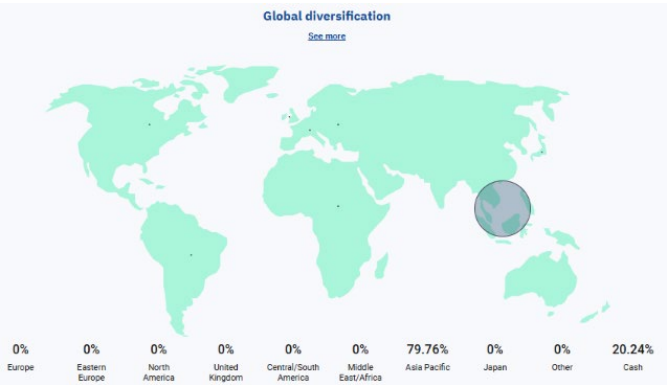 Global diversification
See more
0% 0% 0% 0% 0% 0% 79.76% 0% 0% 20.24%
Europe Eastern North United Central/South Middle Asia Pacific Japan Other Cash
Europe America Kingdom America East/Africa